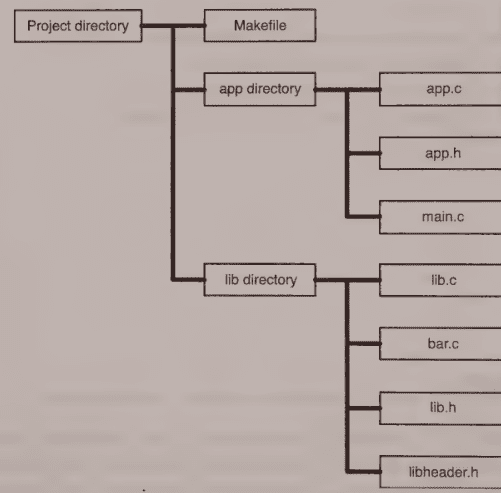 Project directory
Makefile
app directory
app.c
app.h
main.c
lib directory
lib.c
bar.c
lib.h
libheader.h